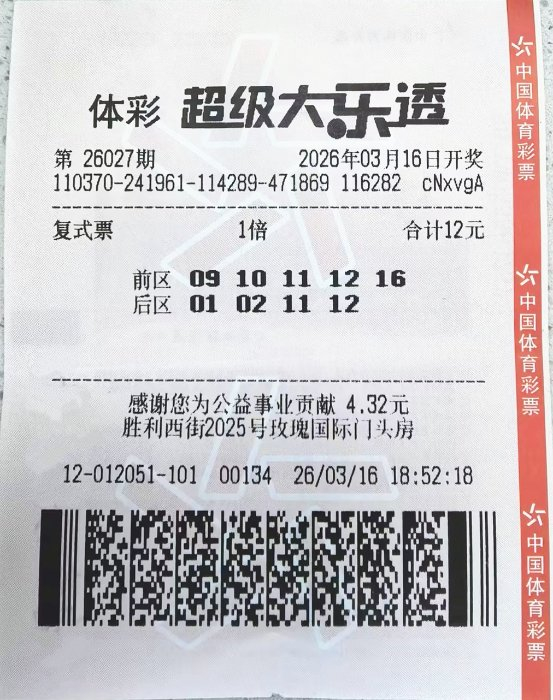 体彩 超级大乐透
第 26027期 2026年03月16日开奖
110370-241961-114289-471869 116282 cNxvgA
复式票 1倍 合计12元
前区 09 10 11 12 16
后区 01 02 11 12
感谢您为公益事业贡献 4.32元
胜利西街2025号玫瑰国际门头房
12-012051-101 00134 26/03/16 18:52:18
中国体育彩票
中国体育彩票
中国体育彩票